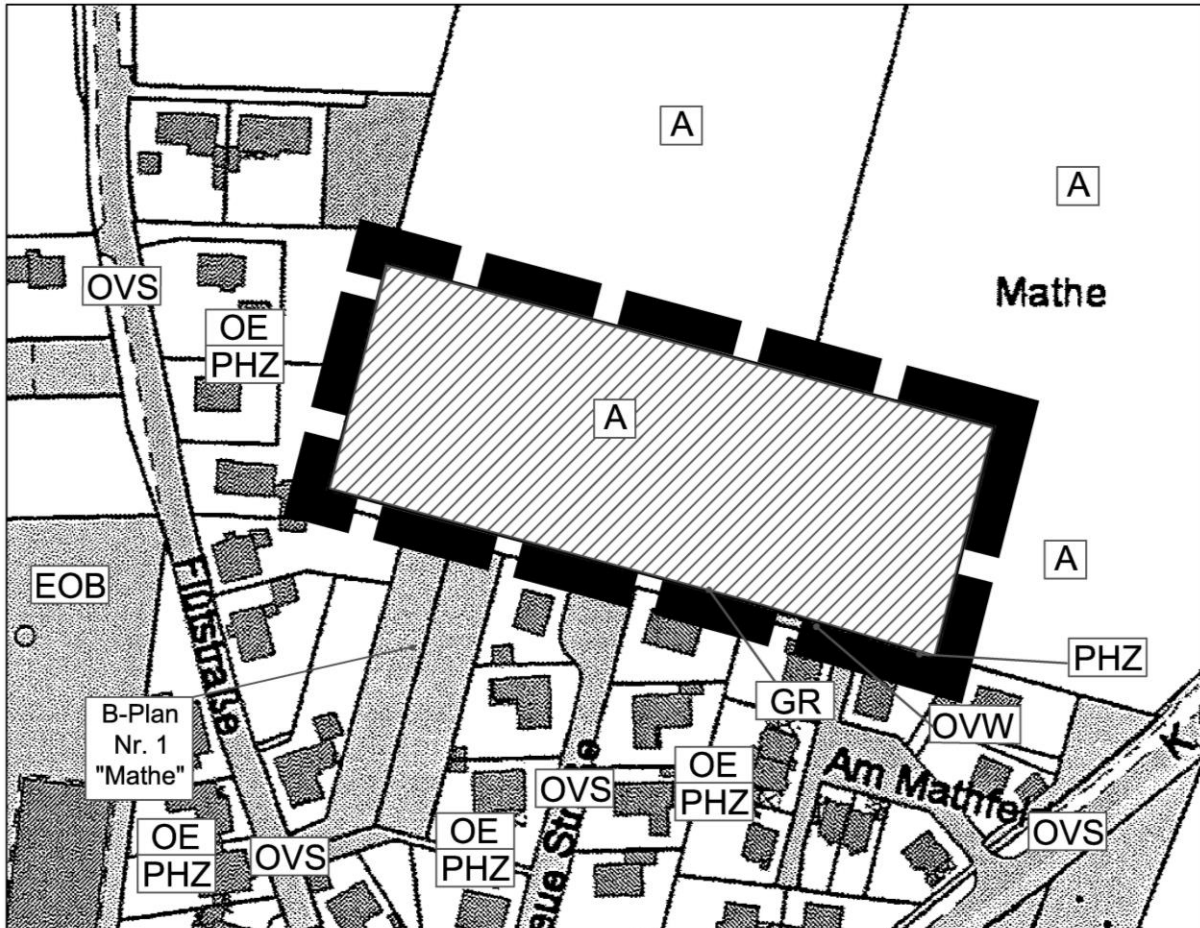 A
A
Mathe
OVS
OE
PHZ
A
A
EOB
Flurstraße
PHZ
GR
OVW
B-Plan
Nr. 1
"Mathe"
OE
PHZ
Am Mathfel
OVS
OVS
K
OE
PHZ
OVS
OE
PHZ